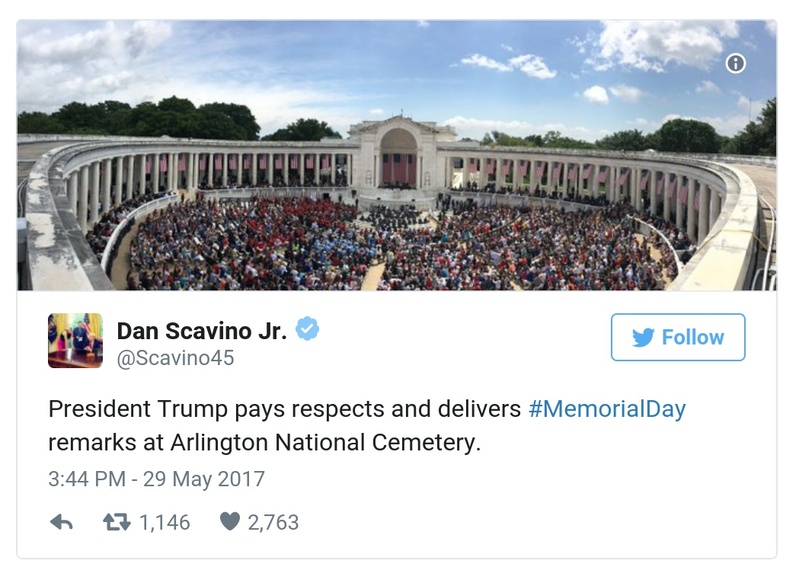 Dan Scavino Jr.
@Scavino45
Follow
President Trump pays respects and delivers #MemorialDay
remarks at Arlington National Cemetery.
3:44 PM - 29 May 2017
1,146 2,763